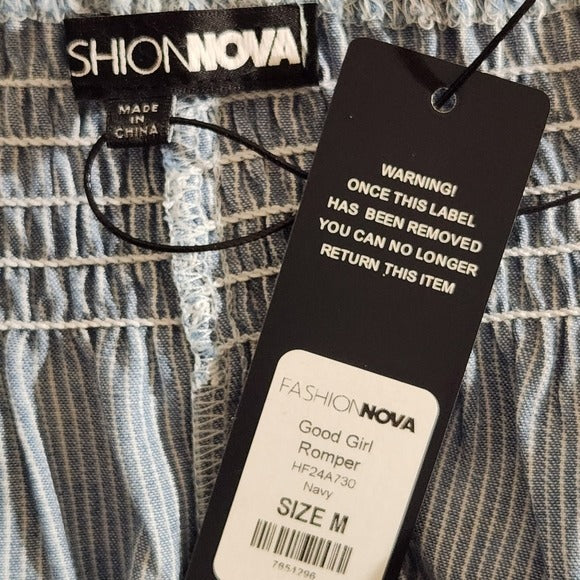 SHIONNOVA
MADE
IN
CHINA
WARNING!
ONCE THIS LABEL
HAS BEEN REMOVED
YOU CAN NO LONGER
RETURN THIS ITEM
FASHIONNOVA
Good Girl
Romper
HF24A730
Navy
SIZE M
7851296